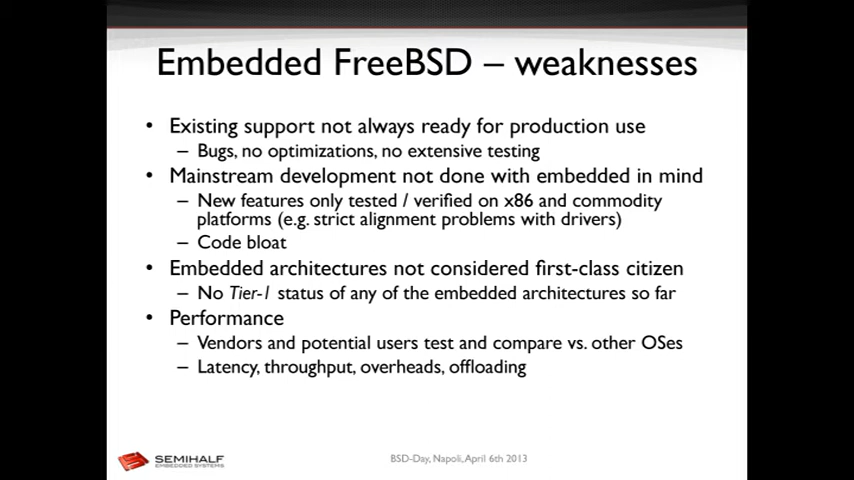 Embedded FreeBSD – weaknesses
• Existing support not always ready for production use
– Bugs, no optimizations, no extensive testing
• Mainstream development not done with embedded in mind
– New features only tested / verified on x86 and commodity
platforms (e.g. strict alignment problems with drivers)
– Code bloat
• Embedded architectures not considered first-class citizen
– No Tier-1 status of any of the embedded architectures so far
• Performance
– Vendors and potential users test and compare vs. other OSes
– Latency, throughput, overheads, offloading
SEMIHALF
EMBEDDED SYSTEMS
BSD-Day, Napoli, April 6th 2013